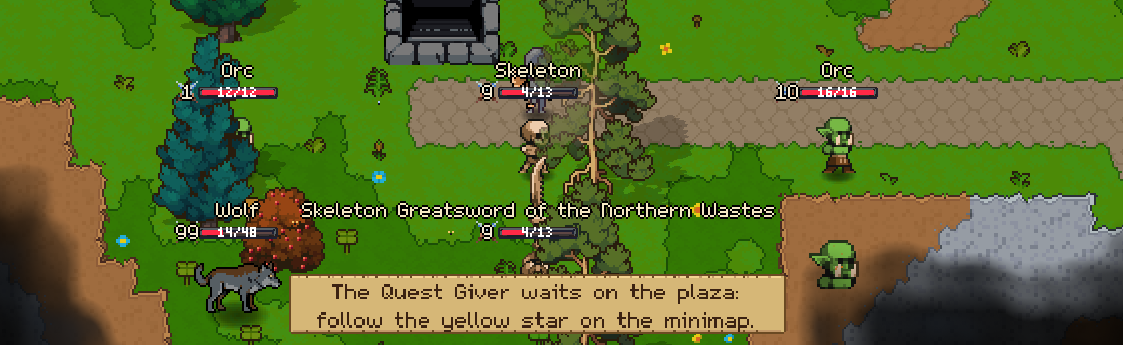 Orc
1 12/12
Skeleton
9 4/13
Orc
10 16/16
Wolf
99 14/48
Skeleton Greatsword of the Northern Wastes
9 4/13
The Quest Giver waits on the plaza:
follow the yellow star on the minimap.